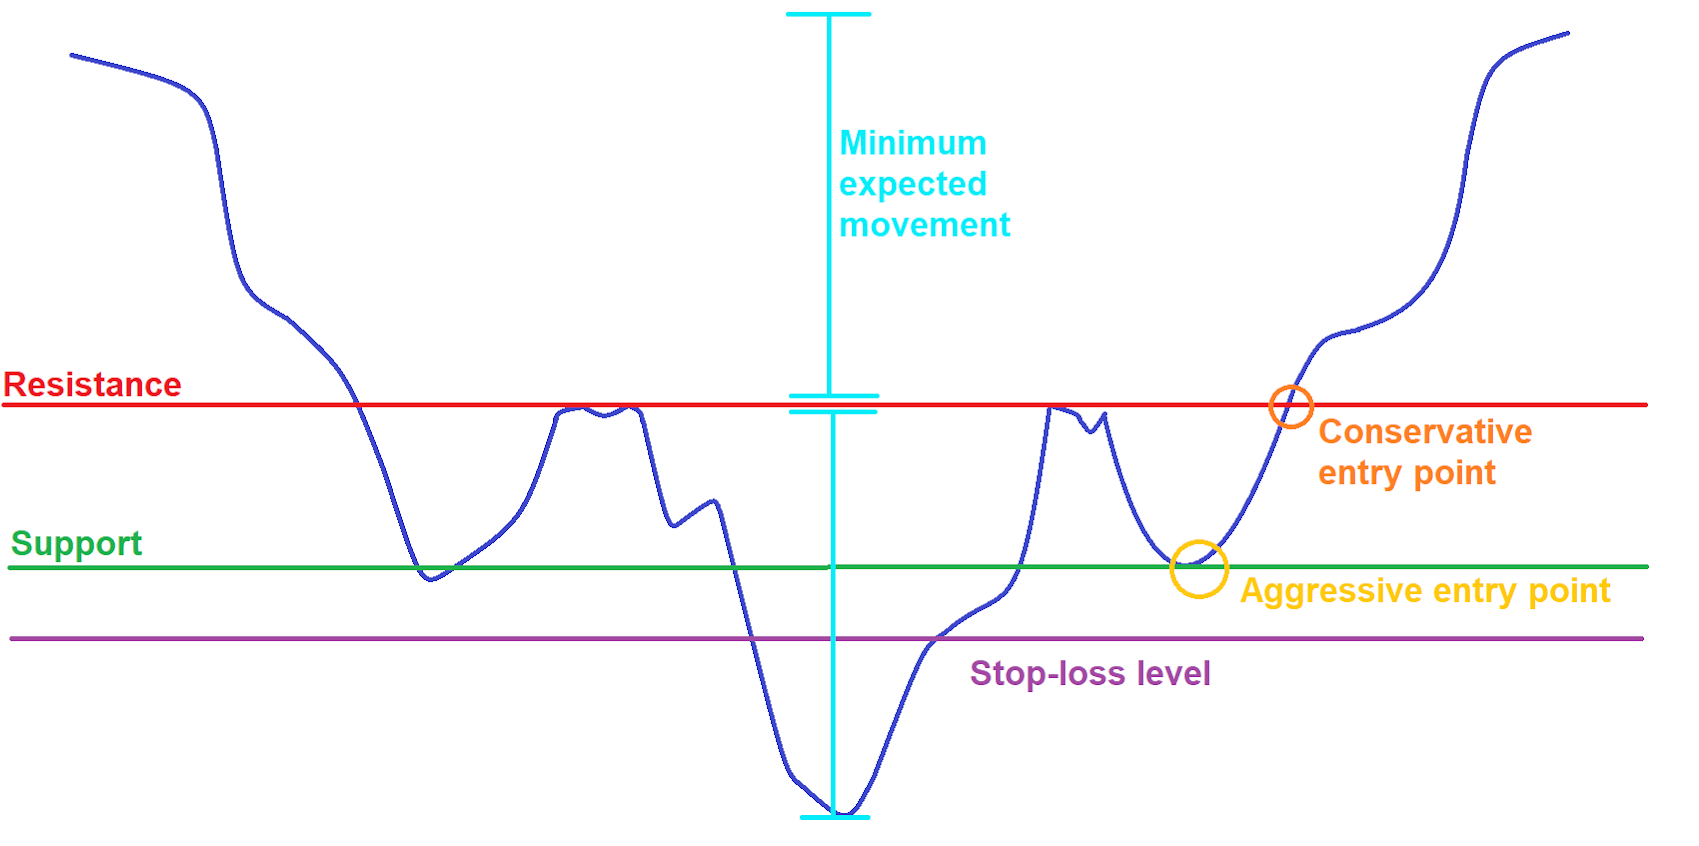 Minimum
expected
movement
Resistance
Conservative
entry point
Support
Aggressive entry point
Stop-loss level